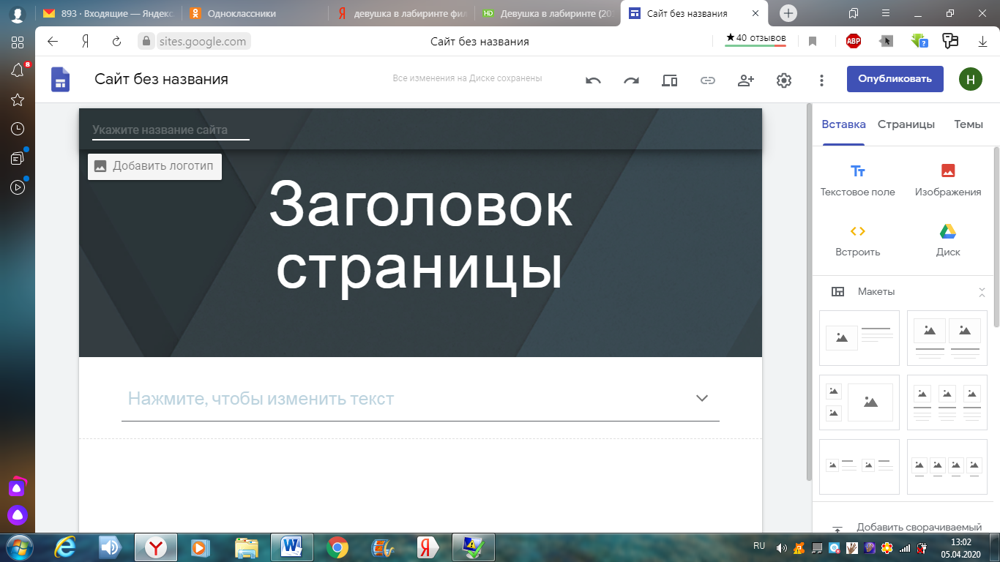 893 · Входящие — Яндекс
Одноклассники
девушка в лабиринте фил
HD
Девушка в лабиринте (20
Сайт без названия
sites.google.com
Сайт без названия
★40 отзывов
ABP
8
Сайт без названия
Все изменения на Диске сохранены
Опубликовать
Н
Укажите название сайта
Добавить логотип
Заголовок
страницы
Нажмите, чтобы изменить текст
Вставка
Страницы
Темы
Текстовое поле
Изображения
Встроить
Диск
Макеты
Добавить сворачиваемый
RU
13:02
05.04.2020